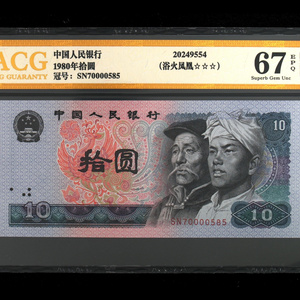 ACG
G GUARANTY
中国人民银行
1980年拾圆
冠号：SN70000585
20249554
（浴火凤凰☆☆☆）
67 EPQ
Superb Gem Unc
中国人民银行
10
拾圆
SN70000585
10
10